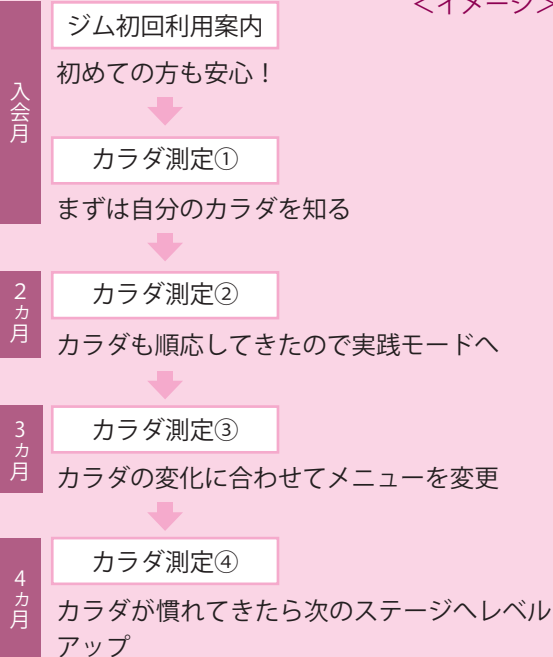 <イメージ>
入会月
ジム初回利用案内
初めての方も安心！
カラダ測定①
まずは自分のカラダを知る
2ヵ月
カラダ測定②
カラダも順応してきたので実践モードへ
3ヵ月
カラダ測定③
カラダの変化に合わせてメニューを変更
4ヵ月
カラダ測定④
カラダが慣れてきたら次のステージへレベル
アップ